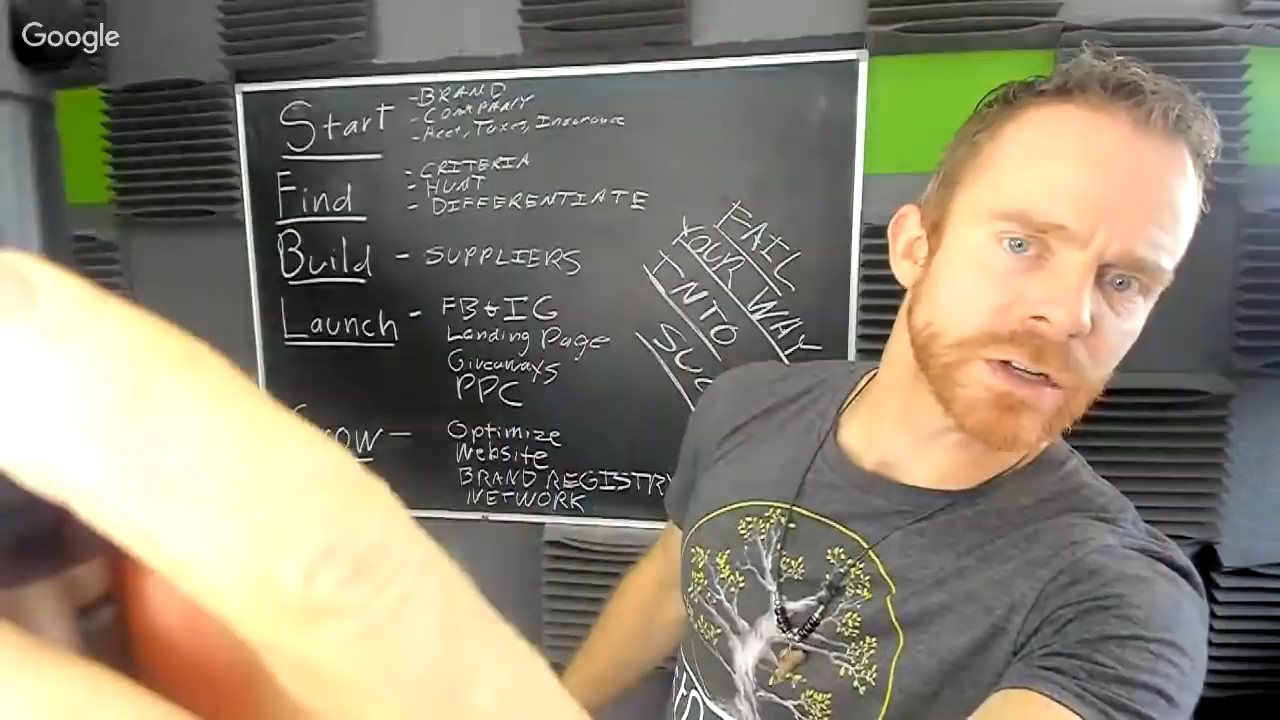 Google
Start
-BRAND
-COMPANY
-Acct, Taxes, Insurance
Find
-CRITERIA
-HUNT
-DIFFERENTIATE
Build - SUPPLIERS
Launch - FB & IG
Landing Page
Giveaways
PPC
Optimize
Website
BRAND REGISTRY
NETWORK
FAIL
YOUR WAY
INTO